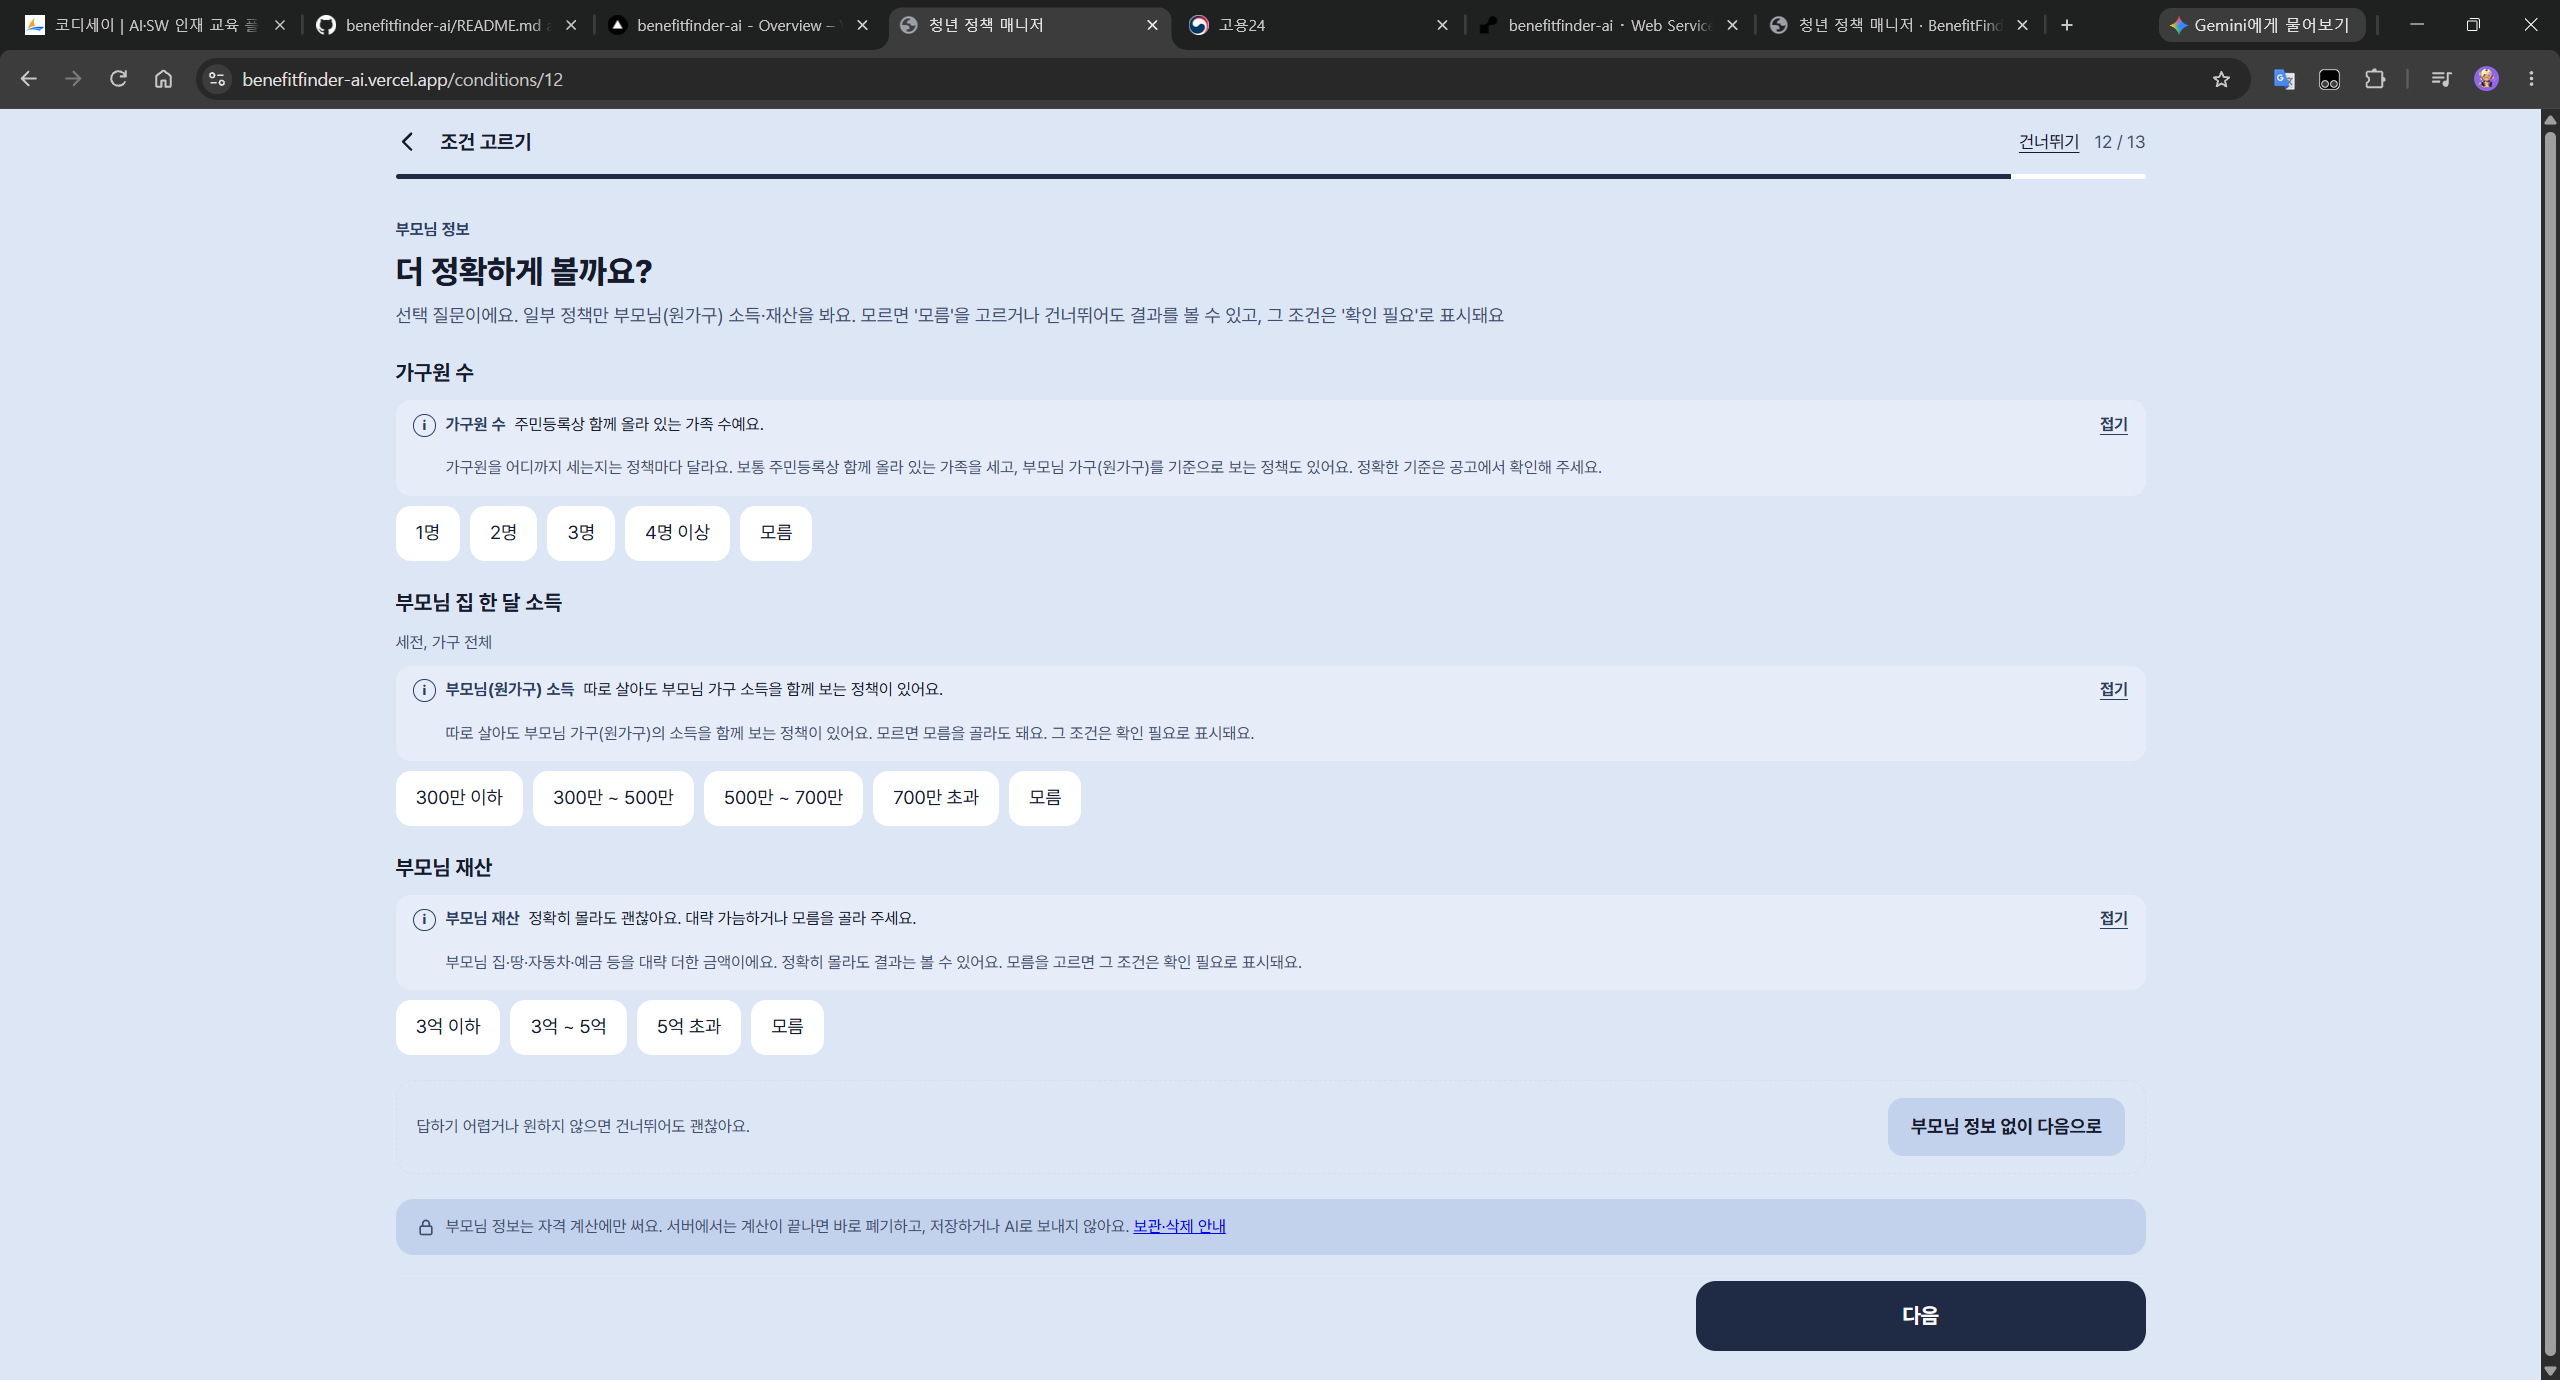 코디세이 | AI·SW 인재 교육 플
benefitfinder-ai/README.md
benefitfinder-ai - Overview –
청년 정책 매니저
고용24
benefitfinder-ai · Web Service
청년 정책 매니저 · BenefitFind
Gemini에게 물어보기
benefitfinder-ai.vercel.app/conditions/12
조건 고르기
건너뛰기 12 / 13
부모님 정보
더 정확하게 볼까요?
선택 질문이에요. 일부 정책만 부모님(원가구) 소득·재산을 봐요. 모르면 '모름'을 고르거나 건너뛰어도 결과를 볼 수 있고, 그 조건은 '확인 필요'로 표시돼요
가구원 수
가구원 수 주민등록상 함께 올라 있는 가족 수예요.
접기
가구원을 어디까지 세는지는 정책마다 달라요. 보통 주민등록상 함께 올라 있는 가족을 세고, 부모님 가구(원가구)를 기준으로 보는 정책도 있어요. 정확한 기준은 공고에서 확인해 주세요.
1명 2명 3명 4명 이상 모름
부모님 집 한 달 소득
세전, 가구 전체
부모님(원가구) 소득 따로 살아도 부모님 가구 소득을 함께 보는 정책이 있어요.
접기
따로 살아도 부모님 가구(원가구)의 소득을 함께 보는 정책이 있어요. 모르면 모름을 골라도 돼요. 그 조건은 확인 필요로 표시돼요.
300만 이하 300만 ~ 500만 500만 ~ 700만 700만 초과 모름
부모님 재산
부모님 재산 정확히 몰라도 괜찮아요. 대략 가늠하거나 모름을 골라 주세요.
접기
부모님 집·땅·자동차·예금 등을 대략 더한 금액이에요. 정확히 몰라도 결과는 볼 수 있어요. 모름을 고르면 그 조건은 확인 필요로 표시돼요.
3억 이하 3억 ~ 5억 5억 초과 모름
답하기 어렵거나 원하지 않으면 건너뛰어도 괜찮아요.
부모님 정보 없이 다음으로
부모님 정보는 자격 계산에만 써요. 서버에서는 계산이 끝나면 바로 폐기하고, 저장하거나 AI로 보내지 않아요. 보관·삭제 안내
다음